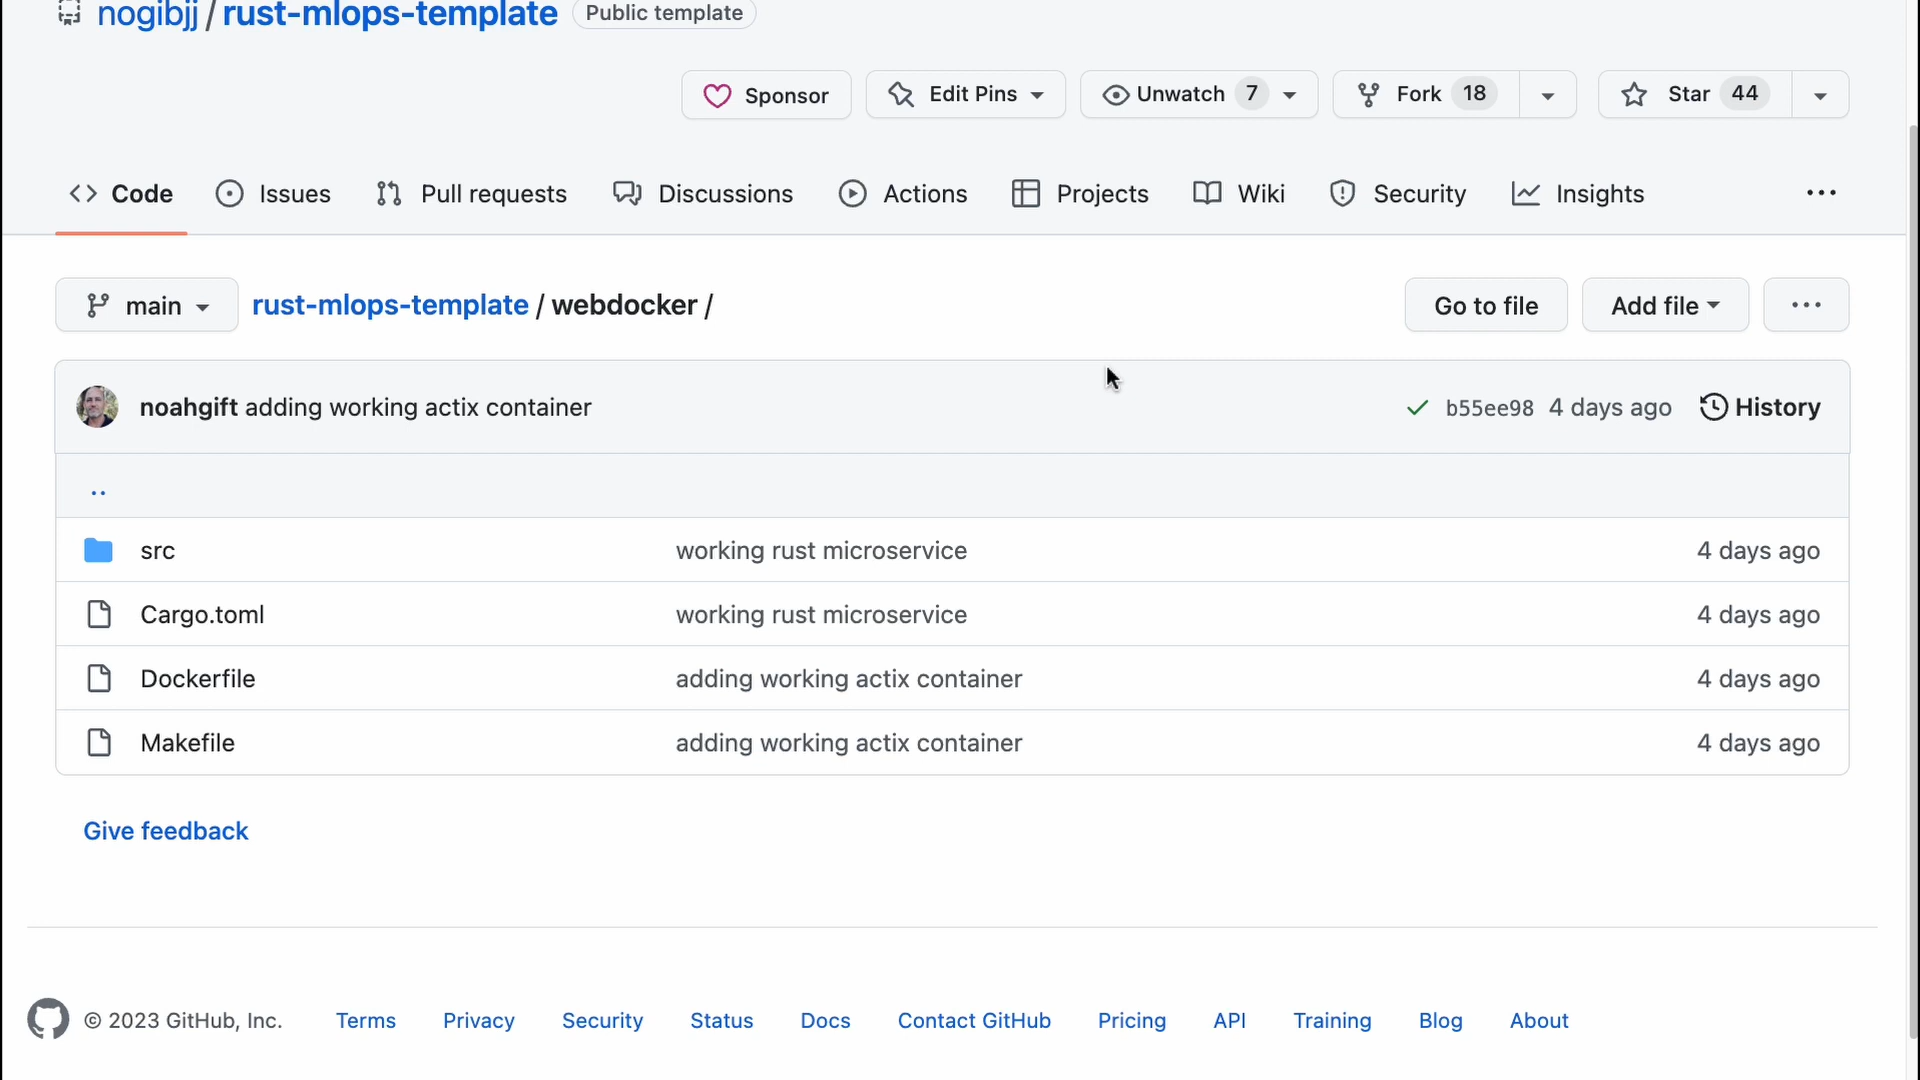 nogibjj / rust-mlops-template Public template
Sponsor Edit Pins Unwatch 7 Fork 18 Star 44
Code Issues Pull requests Discussions Actions Projects Wiki Security Insights ...
main rust-mlops-template / webdocker / Go to file Add file ...
noahgift adding working actix container b55ee98 4 days ago History
..
src working rust microservice 4 days ago
Cargo.toml working rust microservice 4 days ago
Dockerfile adding working actix container 4 days ago
Makefile adding working actix container 4 days ago
Give feedback
© 2023 GitHub, Inc. Terms Privacy Security Status Docs Contact GitHub Pricing API Training Blog About